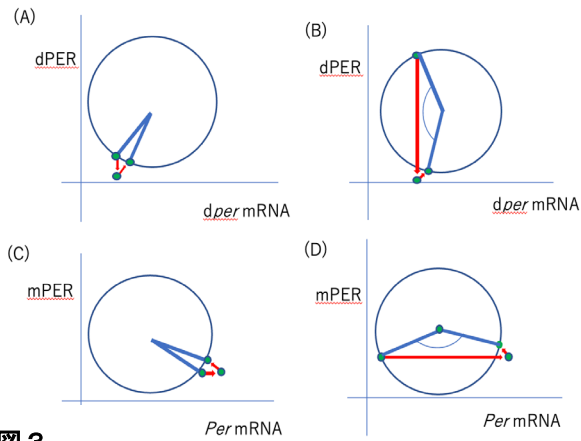 (A)
dPER
dper mRNA
(B)
dPER
dper mRNA
(C)
mPER
Per mRNA
(D)
mPER
Per mRNA
図 3